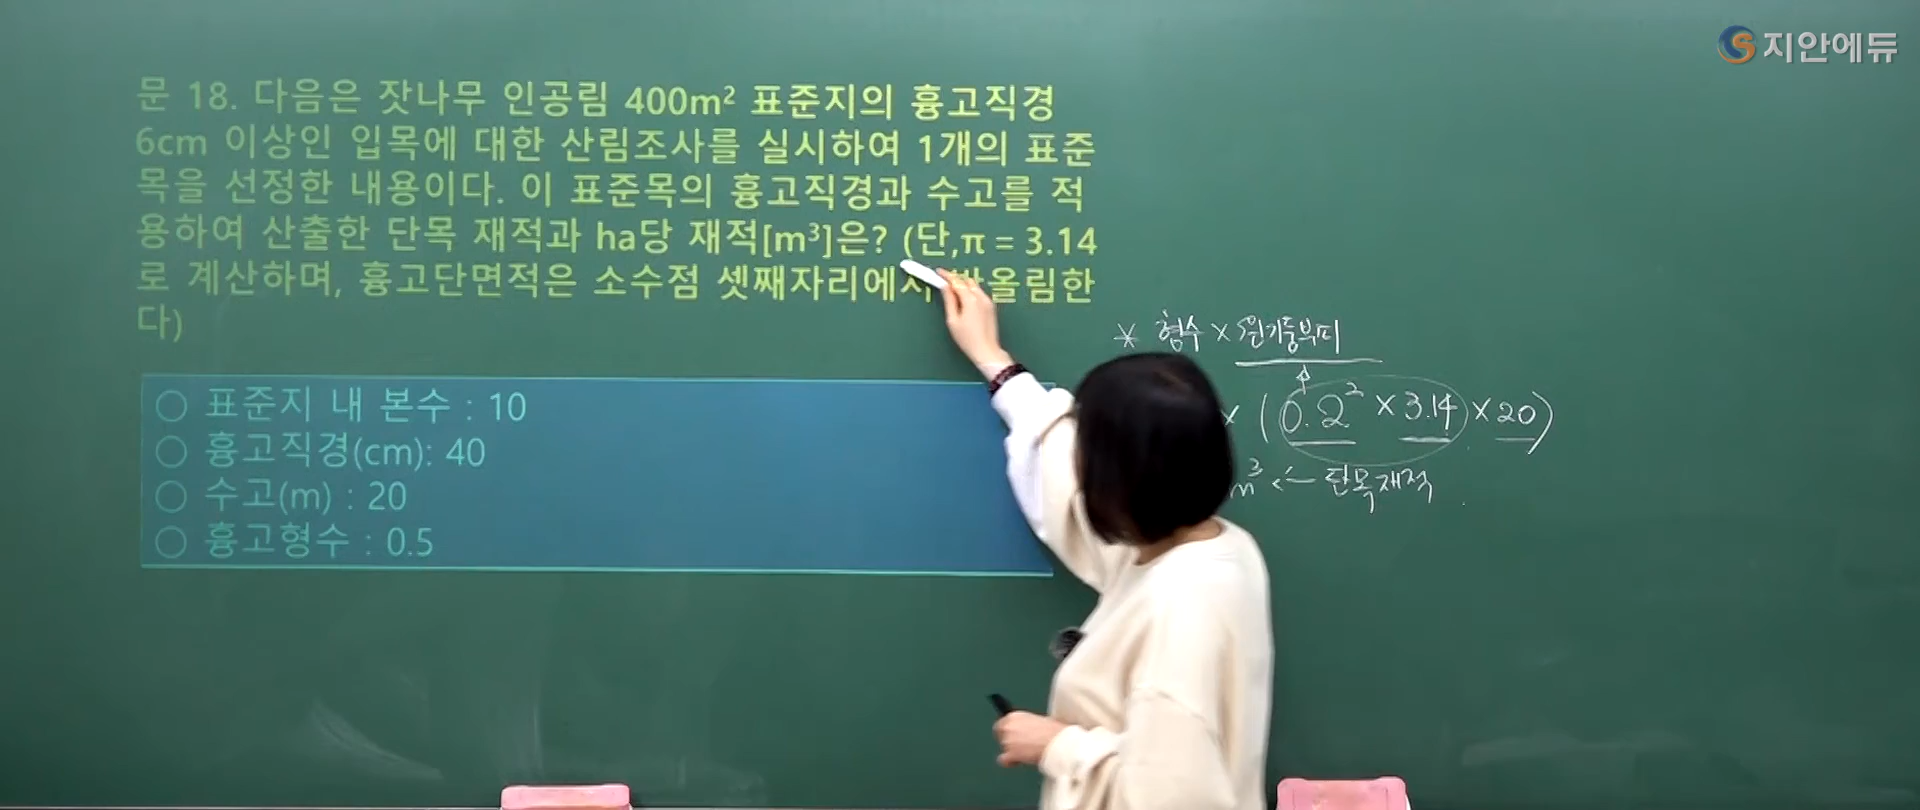 지안에듀
문 18. 다음은 잣나무 인공림 400m² 표준지의 흉고직경
6cm 이상인 입목에 대한 산림조사를 실시하여 1개의 표준
목을 선정한 내용이다. 이 표준목의 흉고직경과 수고를 적
용하여 산출한 단목 재적과 ha당 재적[m³]은? (단,π = 3.14
로 계산하며, 흉고단면적은 소수점 셋째자리에서 반올림한
다)
○ 표준지 내 본수 : 10
○ 흉고직경(cm): 40
○ 수고(m) : 20
○ 흉고형수 : 0.5
* 형수 × 원기둥부피
× (0.2² × 3.14 × 20)
m³ <- 단목재적